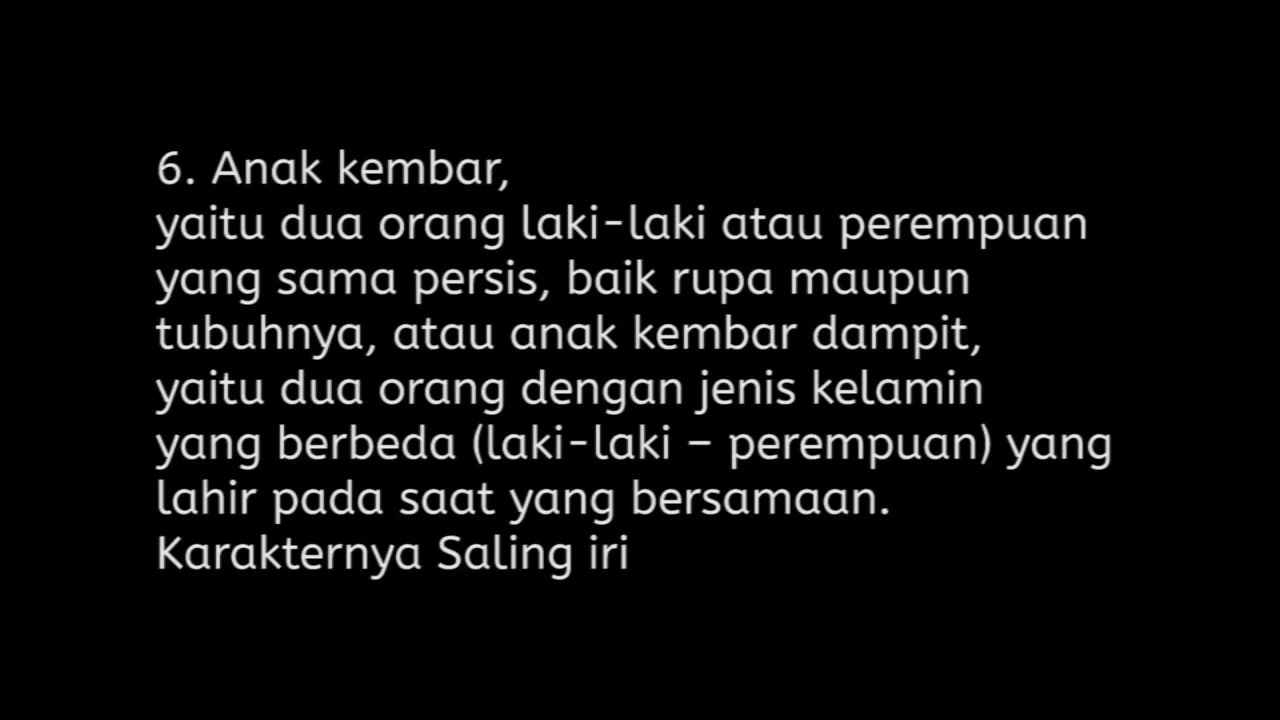 6. Anak kembar,
yaitu dua orang laki-laki atau perempuan
yang sama persis, baik rupa maupun
tubuhnya, atau anak kembar dampit,
yaitu dua orang dengan jenis kelamin
yang berbeda (laki-laki – perempuan) yang
lahir pada saat yang bersamaan.
Karakternya Saling iri